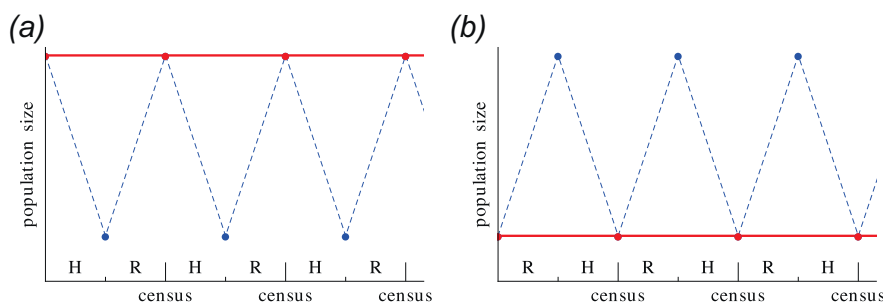 (a)
population size
H R H R H R
census census census
(b)
population size
R H R H R H
census census census